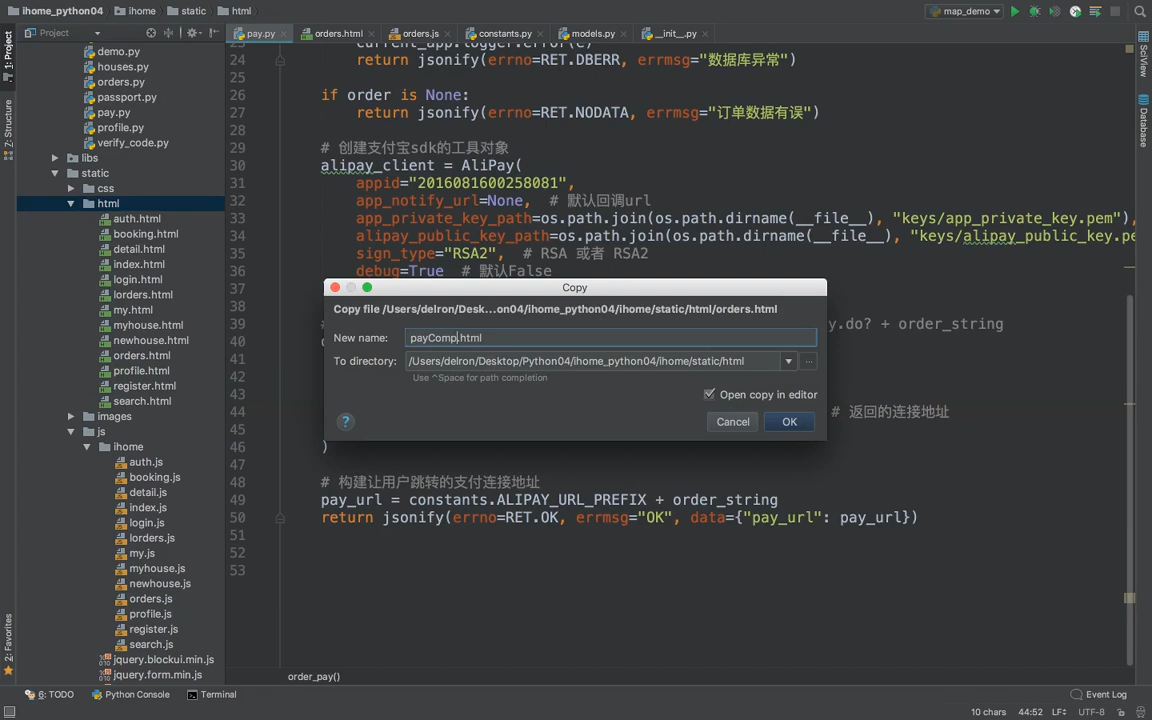 ihome_python04
ihome
static
html
map_demo
1: Project
Z: Structure
2: Favorites
Project
demo.py
houses.py
orders.py
passport.py
pay.py
profile.py
verify_code.py
libs
static
css
html
auth.html
booking.html
detail.html
index.html
login.html
lorders.html
my.html
myhouse.html
newhouse.html
orders.html
profile.html
register.html
search.html
images
js
ihome
auth.js
booking.js
detail.js
index.js
login.js
lorders.js
my.js
myhouse.js
newhouse.js
orders.js
profile.js
register.js
search.js
jquery.blockui.min.js
jquery.form.min.js
pay.py
orders.html
orders.js
constants.py
models.py
__init__.py
23 current_app.logger.error(e)
24 return jsonify(errno=RET.DBERR, errmsg="数据库异常")
25
26 if order is None:
27 return jsonify(errno=RET.NODATA, errmsg="订单数据有误")
28
29 # 创建支付宝sdk的工具对象
30 alipay_client = AliPay(
31 appid="2016081600258081",
32 app_notify_url=None, # 默认回调url
33 app_private_key_path=os.path.join(os.path.dirname(__file__), "keys/app_private_key.pem"),
34 alipay_public_key_path=os.path.join(os.path.dirname(__file__), "keys/alipay_public_key.pe
35 sign_type="RSA2", # RSA 或者 RSA2
36 debug=True # 默认False
37
38
39 y.do? + order_string
40
41
42
43
44 # 返回的连接地址
45
46 )
47
48 # 构建让用户跳转的支付连接地址
49 pay_url = constants.ALIPAY_URL_PREFIX + order_string
50 return jsonify(errno=RET.OK, errmsg="OK", data={"pay_url": pay_url})
51
52
53
Copy
Copy file /Users/delron/Desk...on04/ihome_python04/ihome/static/html/orders.html
New name: payComp.html
To directory: /Users/delron/Desktop/Python04/ihome_python04/ihome/static/html
Use ^Space for path completion
Open copy in editor
?
Cancel
OK
SciView
Database
order_pay()
6: TODO
Python Console
Terminal
Event Log
10 chars
44:52
LF
UTF-8